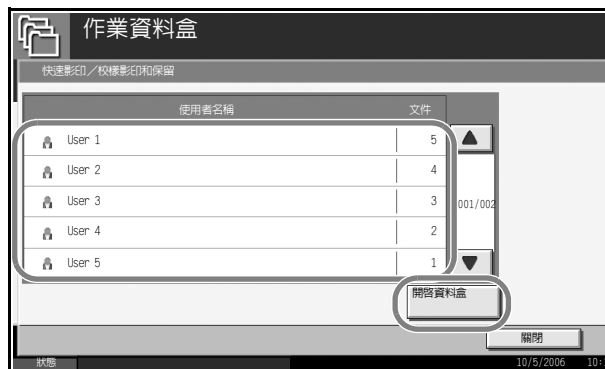 作業資料盒
快速影印／校樣影印和保留
使用者名稱 文件
User 1 5
User 2 4
User 3 3
001/002
User 4 2
User 5 1
開啓資料盒
關閉
狀態 10/5/2006 10: